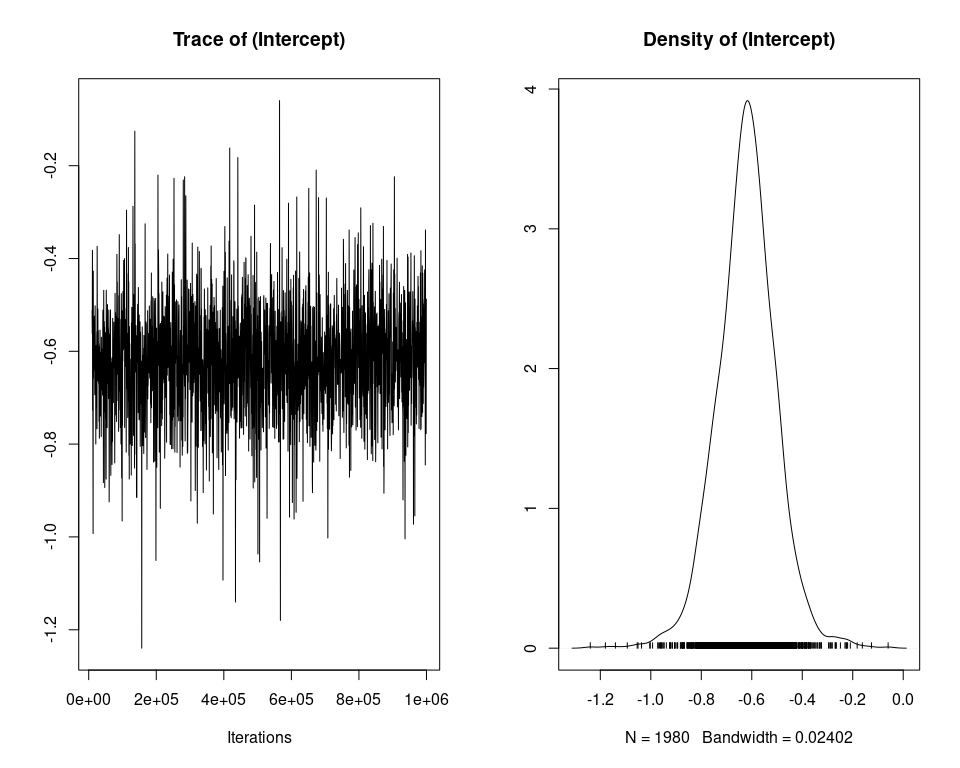 Trace of (Intercept)
-0.2
-0.4
-0.6
-0.8
-1.0
-1.2
0e+00 2e+05 4e+05 6e+05 8e+05 1e+06
Iterations
Density of (Intercept)
4
3
2
1
0
-1.2 -1.0 -0.8 -0.6 -0.4 -0.2 0.0
N = 1980 Bandwidth = 0.02402